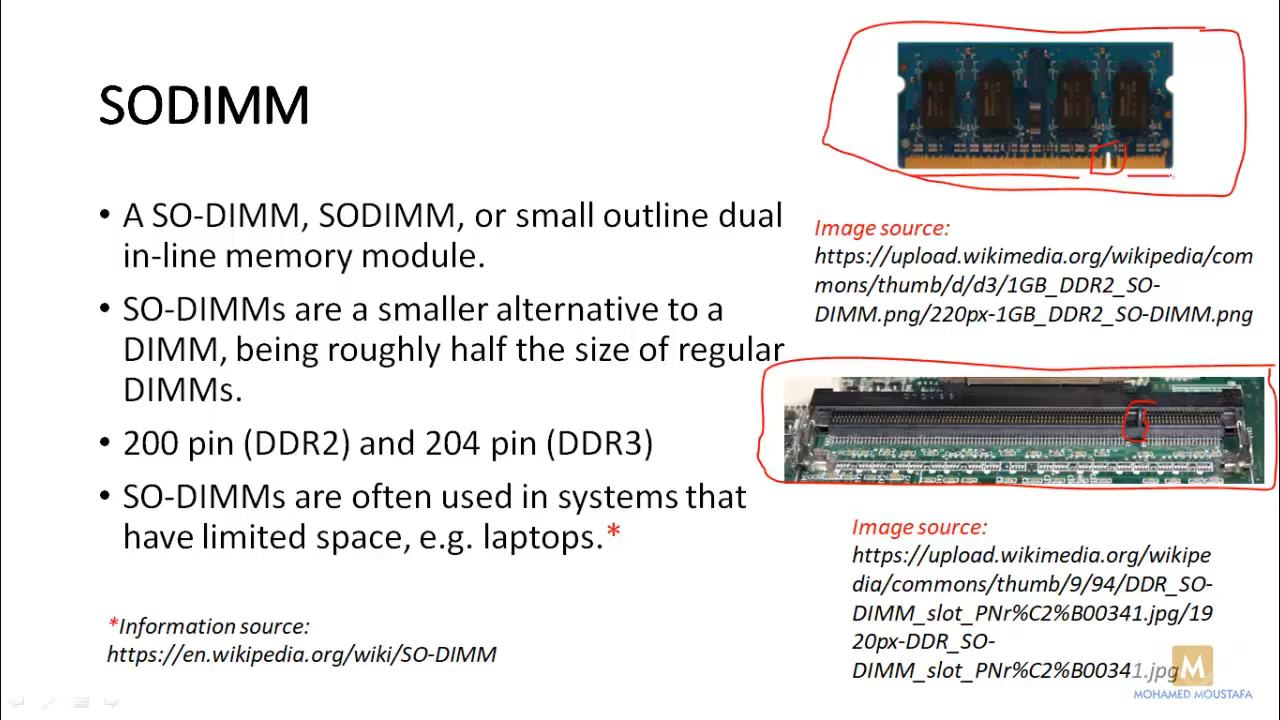 SODIMM
• A SO-DIMM, SODIMM, or small outline dual
in-line memory module.
• SO-DIMMs are a smaller alternative to a
DIMM, being roughly half the size of regular
DIMMs.
• 200 pin (DDR2) and 204 pin (DDR3)
• SO-DIMMs are often used in systems that
have limited space, e.g. laptops.*
*Information source:
https://en.wikipedia.org/wiki/SO-DIMM
Image source:
https://upload.wikimedia.org/wikipedia/com
mons/thumb/d/d3/1GB_DDR2_SO-
DIMM.png/220px-1GB_DDR2_SO-DIMM.png
Image source:
https://upload.wikimedia.org/wikipe
dia/commons/thumb/9/94/DDR_SO-
DIMM_slot_PNr%C2%B00341.jpg/19
20px-DDR_SO-
DIMM_slot_PNr%C2%B00341.jpg
M
MOHAMED MOUSTAFA